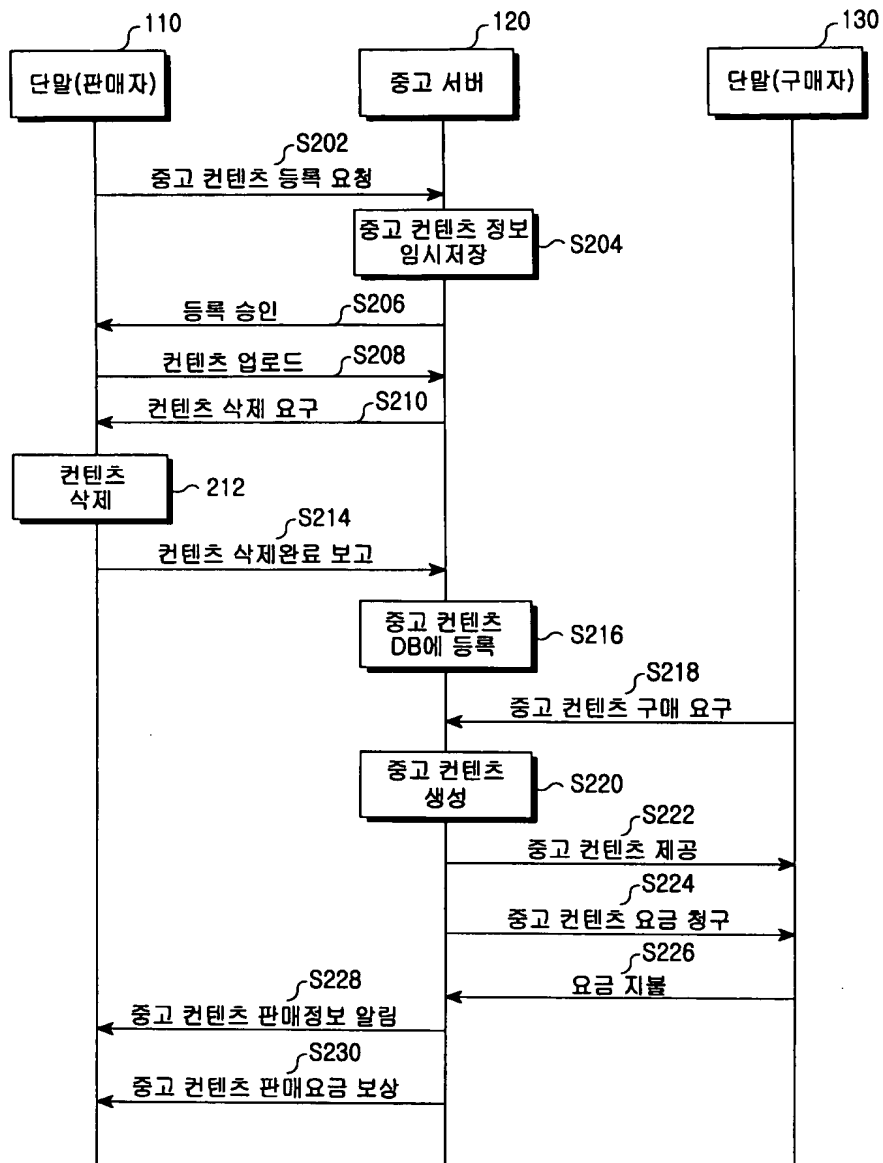 110
120
130
단말(판매자)
중고 서버
단말(구매자)
S202
중고 컨텐츠 등록 요청
중고 컨텐츠 정보
임시저장
S204
등록 승인
S206
컨텐츠 업로드
S208
컨텐츠 삭제 요구
S210
컨텐츠
삭제
212
S214
컨텐츠 삭제완료 보고
중고 컨텐츠
DB에 등록
S216
S218
중고 컨텐츠 구매 요구
중고 컨텐츠
생성
S220
S222
중고 컨텐츠 제공
S224
중고 컨텐츠 요금 청구
S226
요금 지불
S228
중고 컨텐츠 판매정보 알림
S230
중고 컨텐츠 판매요금 보상